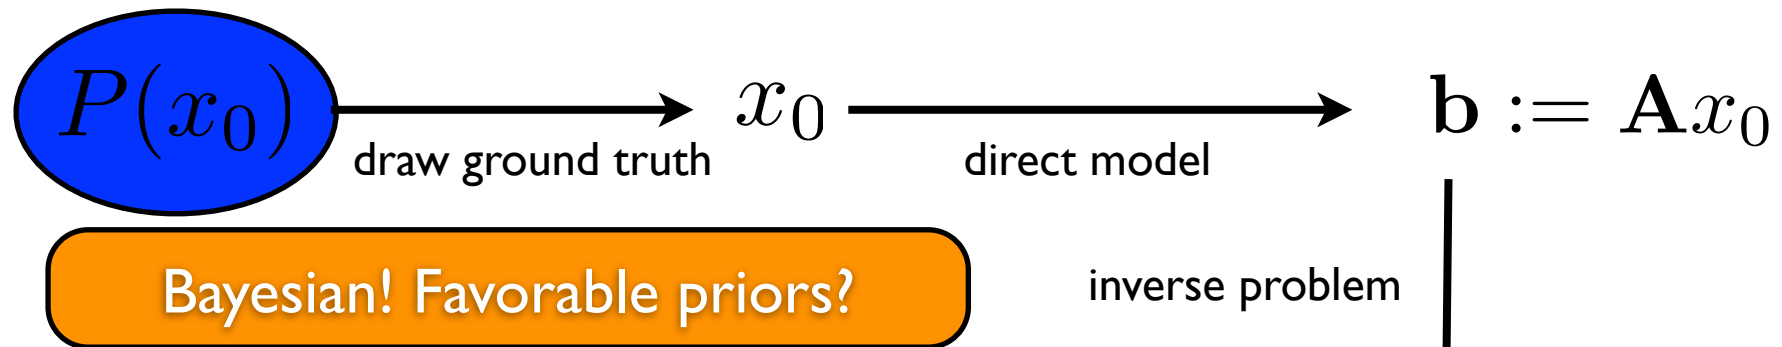 P(x₀) x₀ b := Ax₀
draw ground truth direct model
Bayesian! Favorable priors? inverse problem